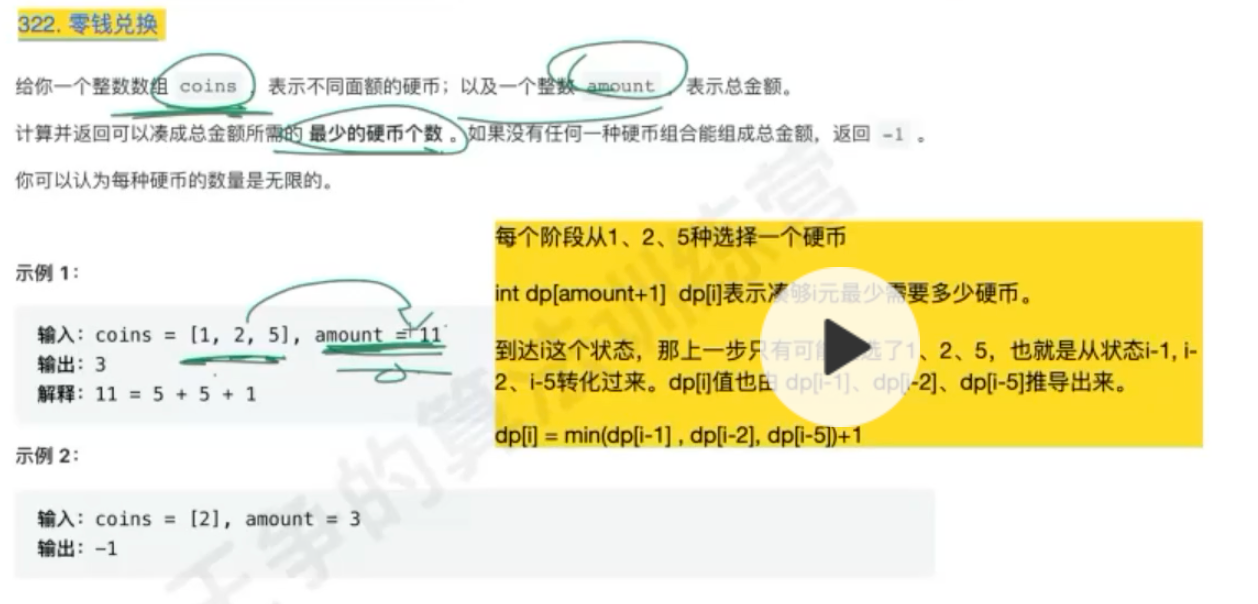 322. 零钱兑换
给你一个整数数组 coins ，表示不同面额的硬币；以及一个整数 amount ，表示总金额。
计算并返回可以凑成总金额所需的 最少的硬币个数 。如果没有任何一种硬币组合能组成总金额，返回 -1 。
你可以认为每种硬币的数量是无限的。
每个阶段从1、2、5种选择一个硬币
int dp[amount+1] dp[i]表示凑够i元最少需要多少硬币。
到达i这个状态，那上一步只有可能选了1、2、5，也就是从状态i-1, i-
2、i-5转化过来。dp[i]值也由 dp[i-1]、dp[i-2]、dp[i-5]推导出来。
dp[i] = min(dp[i-1] , dp[i-2], dp[i-5])+1
示例 1：
输入：coins = [1, 2, 5], amount = 11
输出：3
解释：11 = 5 + 5 + 1
示例 2：
输入：coins = [2], amount = 3
输出：-1
王争的算法训练营